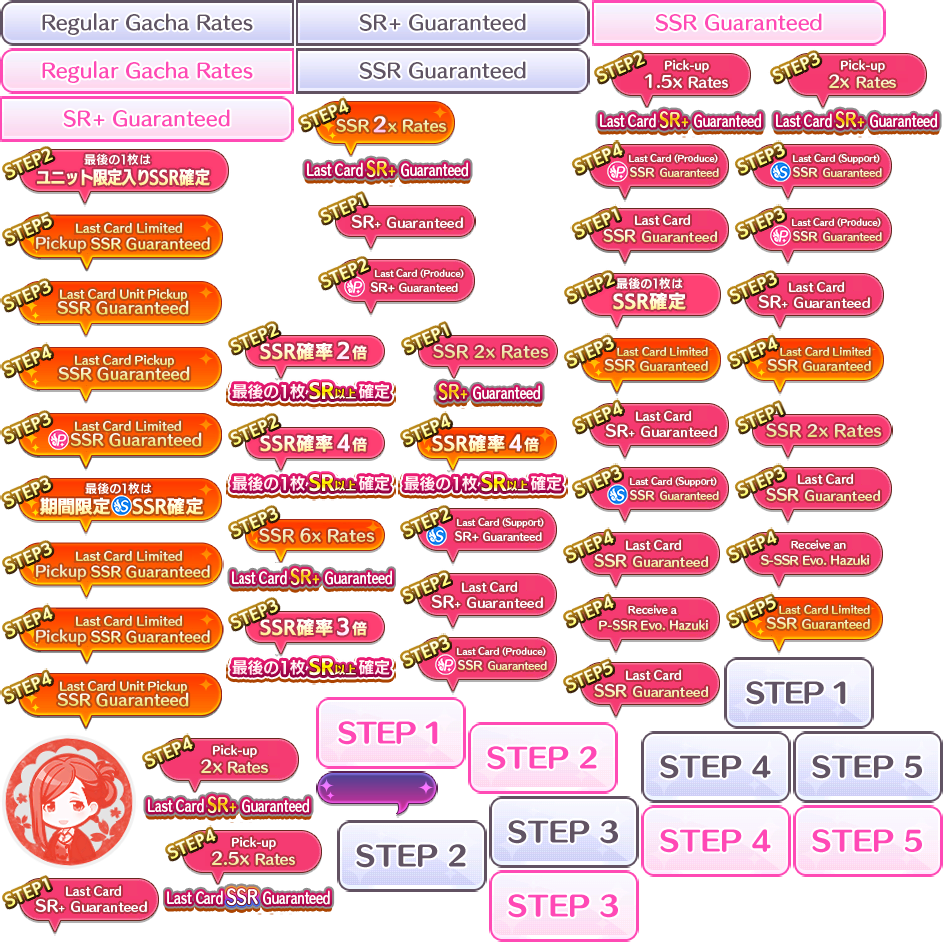 Regular Gacha Rates
SR+ Guaranteed
SSR Guaranteed
Regular Gacha Rates
SSR Guaranteed
SR+ Guaranteed
STEP2
Pick-up
1.5x Rates
Last Card SR+ Guaranteed
STEP3
Pick-up
2x Rates
Last Card SR+ Guaranteed
STEP4
SSR 2x Rates
Last Card SR+ Guaranteed
STEP2
最後の1枚は
ユニット限定入りSSR確定
STEP4
Last Card (Produce)
SSR Guaranteed
STEP3
Last Card (Support)
S SSR Guaranteed
STEP5
Last Card Limited
Pickup SSR Guaranteed
STEP1
SR+ Guaranteed
STEP1
Last Card
SSR Guaranteed
STEP3
Last Card (Produce)
SSR Guaranteed
STEP3
Last Card Unit Pickup
SSR Guaranteed
STEP2
Last Card (Produce)
SR+ Guaranteed
STEP2
最後の1枚は
SSR確定
STEP3
Last Card
SR+ Guaranteed
STEP4
Last Card Pickup
SSR Guaranteed
STEP2
SSR確率2倍
最後の1枚SR以上確定
STEP1
SSR 2x Rates
SR+ Guaranteed
STEP3
Last Card Limited
SSR Guaranteed
STEP4
Last Card Limited
SSR Guaranteed
STEP3
Last Card Limited
P SSR Guaranteed
STEP2
SSR確率4倍
最後の1枚SR以上確定
STEP4
SSR確率4倍
最後の1枚SR以上確定
STEP4
Last Card
SR+ Guaranteed
STEP1
SSR 2x Rates
STEP3
最後の1枚は
期間限定S SSR確定
STEP3
SSR 6x Rates
Last Card SR+ Guaranteed
STEP2
Last Card (Support)
S SR+ Guaranteed
STEP3
Last Card (Support)
S SSR Guaranteed
STEP3
Last Card
SSR Guaranteed
STEP3
Last Card Limited
Pickup SSR Guaranteed
STEP2
Last Card
SR+ Guaranteed
STEP4
Last Card
SSR Guaranteed
STEP4
Receive an
S-SSR Evo. Hazuki
STEP4
Last Card Limited
Pickup SSR Guaranteed
STEP3
SSR確率3倍
最後の1枚SR以上確定
STEP3
Last Card (Produce)
SSR Guaranteed
STEP4
Receive a
P-SSR Evo. Hazuki
STEP5
Last Card Limited
SSR Guaranteed
STEP4
Last Card Unit Pickup
SSR Guaranteed
STEP5
Last Card
SSR Guaranteed
STEP 1
STEP 1
STEP 2
STEP4
Pick-up
2x Rates
Last Card SR+ Guaranteed
STEP 4
STEP 5
STEP4
Pick-up
2.5x Rates
Last Card SSR Guaranteed
STEP 2
STEP 3
STEP 4
STEP 5
STEP1
Last Card
SR+ Guaranteed
STEP 3